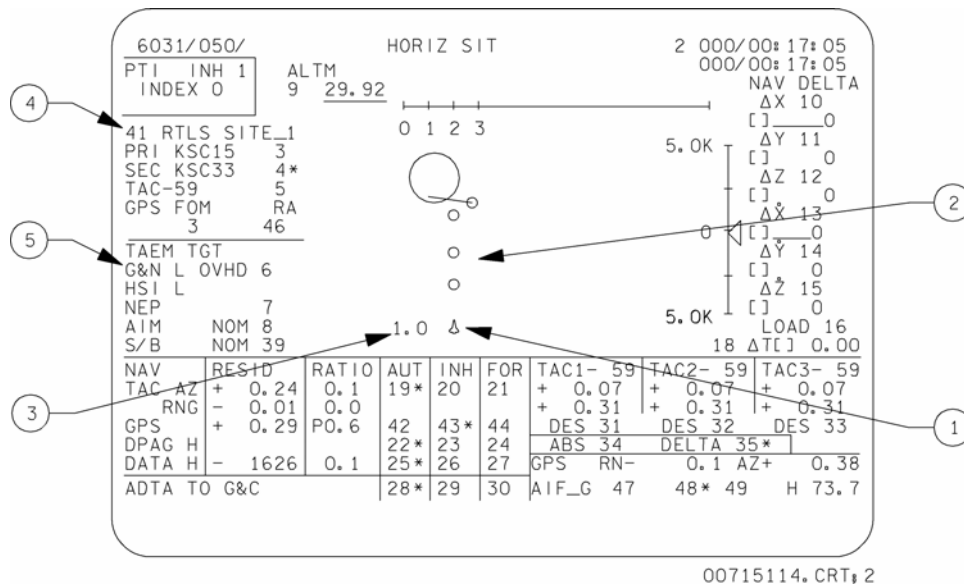 6031/050/ HORIZ SIT 2 000/00:17:05
000/00:17:05
PTI INH 1 ALTM NAV DELTA
INDEX 0 9 29.92 ΔX 10
[ ]_____0
0 1 2 3
4
41 RTLS SITE_1 5.0K ΔY 11
PRI KSC15 3 [ ] 0
SEC KSC33 4* ΔZ 12
TAC-59 5 [ ] 0
GPS FOM RA ΔẊ 13
3 46 0 [ ]____0
2
5
TAEM TGT ΔẎ 14
G&N L OVHD 6 [ ] 0
HSI L ΔŻ 15
NEP 7 [ ] 0
AIM NOM 8 1.0 5.0K LOAD 16
S/B NOM 39 18 ΔT[ ] 0.00
NAV RESID RATIO AUT INH FOR TAC1- 59 TAC2- 59 TAC3- 59
TAC AZ + 0.24 0.1 19* 20 21 + 0.07 + 0.07 + 0.07
RNG - 0.01 0.0 + 0.31 + 0.31 + 0.31
3
1
GPS + 0.29 P0.6 42 43* 44 DES 31 DES 32 DES 33
DPAG H 22* 23 24 ABS 34 DELTA 35*
DATA H - 1626 0.1 25* 26 27 GPS RN- 0.1 AZ+ 0.38
ADTA TO G&C 28* 29 30 AIF_G 47 48* 49 H 73.7
00715114.CRT; 2